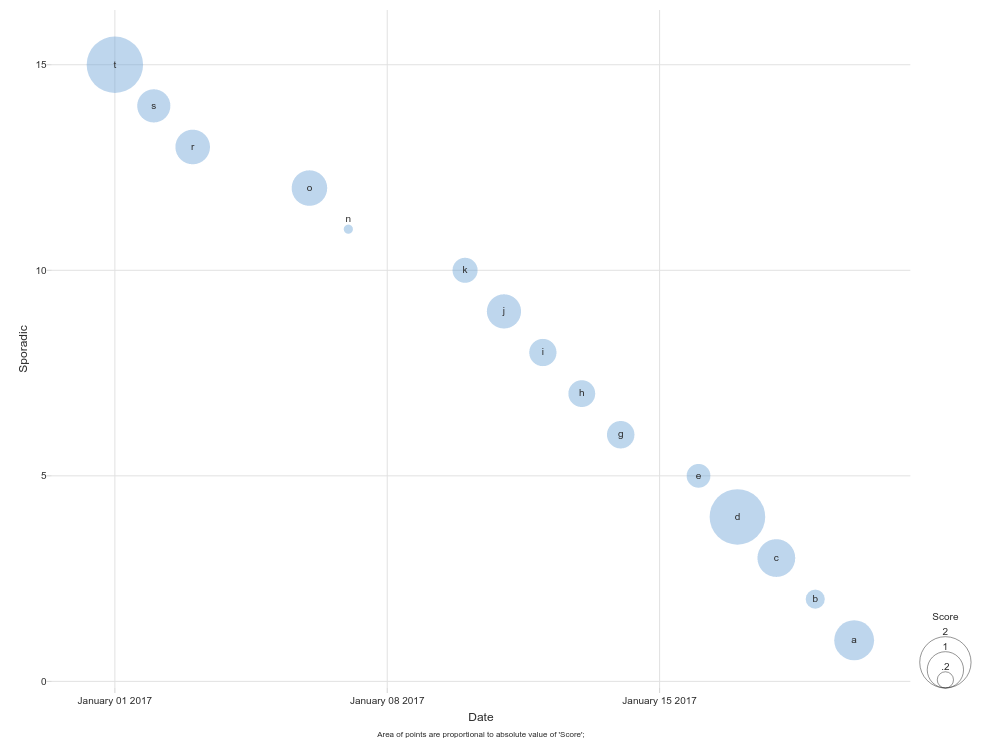 15
t
s
r
o
n
10
k
j
i
h
g
5
e
d
c
b
a
0
Sporadic
January 01 2017
January 08 2017
January 15 2017
Date
Score
2
1
.2
Area of points are proportional to absolute value of 'Score';